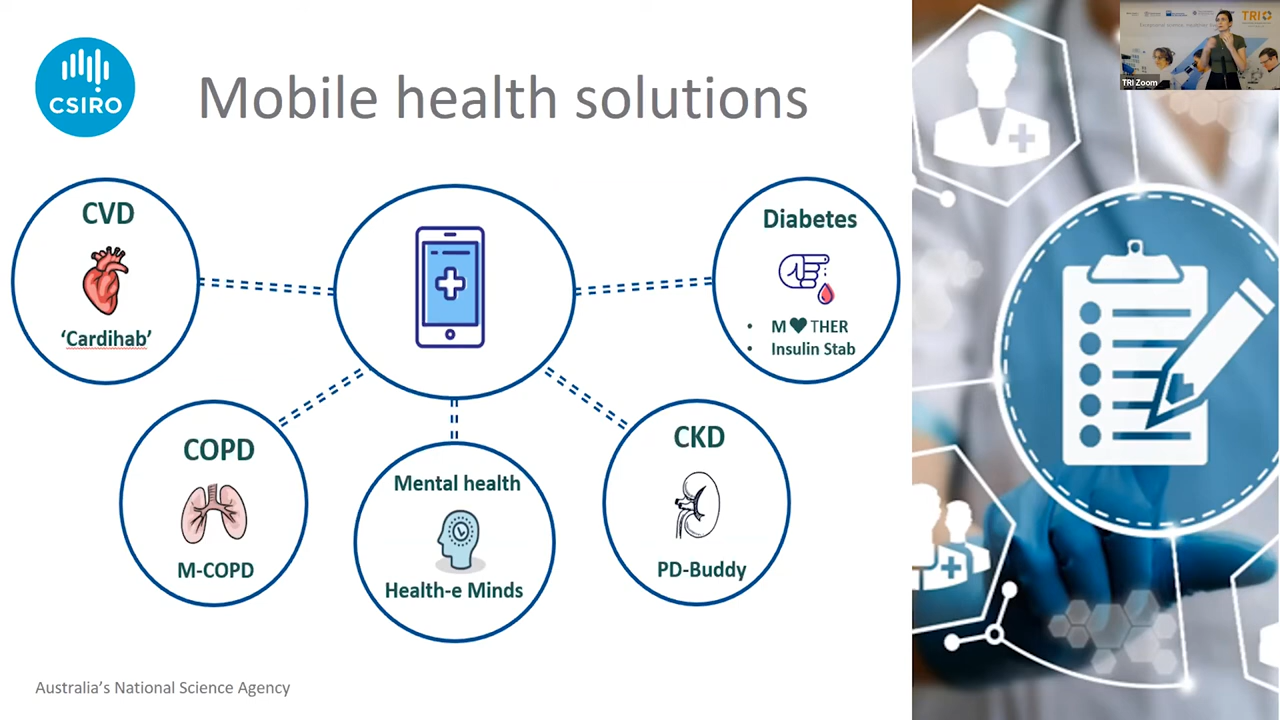 CSIRO
Mobile health solutions
CVD
'Cardihab'
Diabetes
• M♥THER
• Insulin Stab
COPD
M-COPD
Mental health
Health-e Minds
CKD
PD-Buddy
Australia's National Science Agency
TRI
TRI Zoom